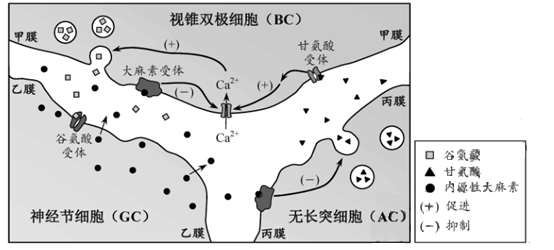 视锥双极细胞（BC）
甲膜
(+)
甘氨酸
受体
甲膜
大麻素受体
Ca²⁺
(+)
乙膜
(−)
丙膜
谷氨酸
受体
Ca²⁺
(−)
神经节细胞（GC）
乙膜
丙膜
无长突细胞（AC）
谷氨酸
甘氨酸
内源性大麻素
(+) 促进
(−) 抑制